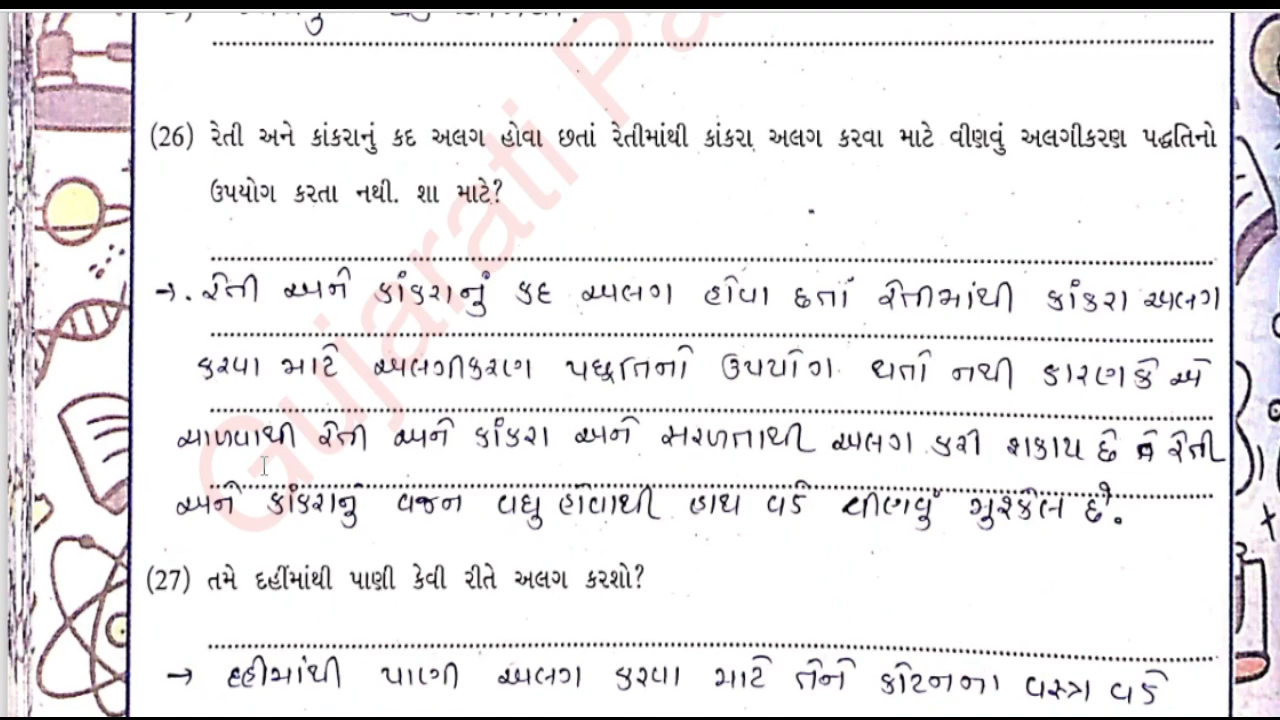 (26) રેતી અને કાંકરાનું કદ અલગ હોવા છતાં રેતીમાંથી કાંકરા અલગ કરવા માટે વીણવું અલગીકરણ પદ્ધતિનો
ઉપયોગ કરતા નથી. શા માટે?
→. રેતી અને કાંકરાનું કદ અલગ હોવા છતાં રેતીમાંથી કાંકરા અલગ
કરવા માટે અલગીકરણ પદ્ધતિનો ઉપયોગ થતો નથી કારણકે એ
ચાળવાથી રેતી અને કાંકરા અને સરળતાથી અલગ કરી શકાય છે રેતી
અને કાંકરાનું વજન વધુ હોવાથી હાથ વડે વીણવું મુશ્કેલ છે.
(27) તમે દહીંમાંથી પાણી કેવી રીતે અલગ કરશો?
→ દહીમાંથી પાણી અલગ કરવા માટે તેને કોટનના વસ્ત્ર વડે
Gujarati Pa